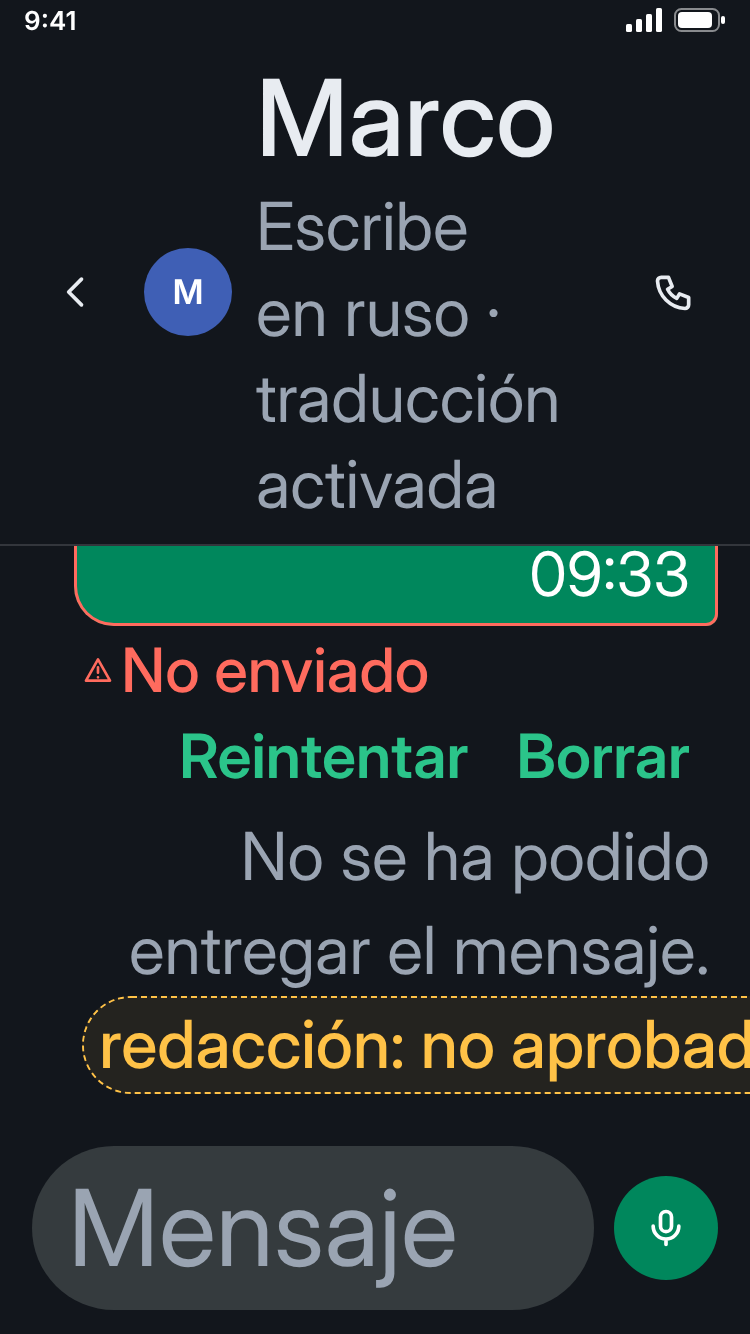 9:41
Marco
M
Escribe
en ruso ·
traducción
activada
09:33
No enviado
Reintentar Borrar
No se ha podido
entregar el mensaje.
redacción: no aprobad
Mensaje